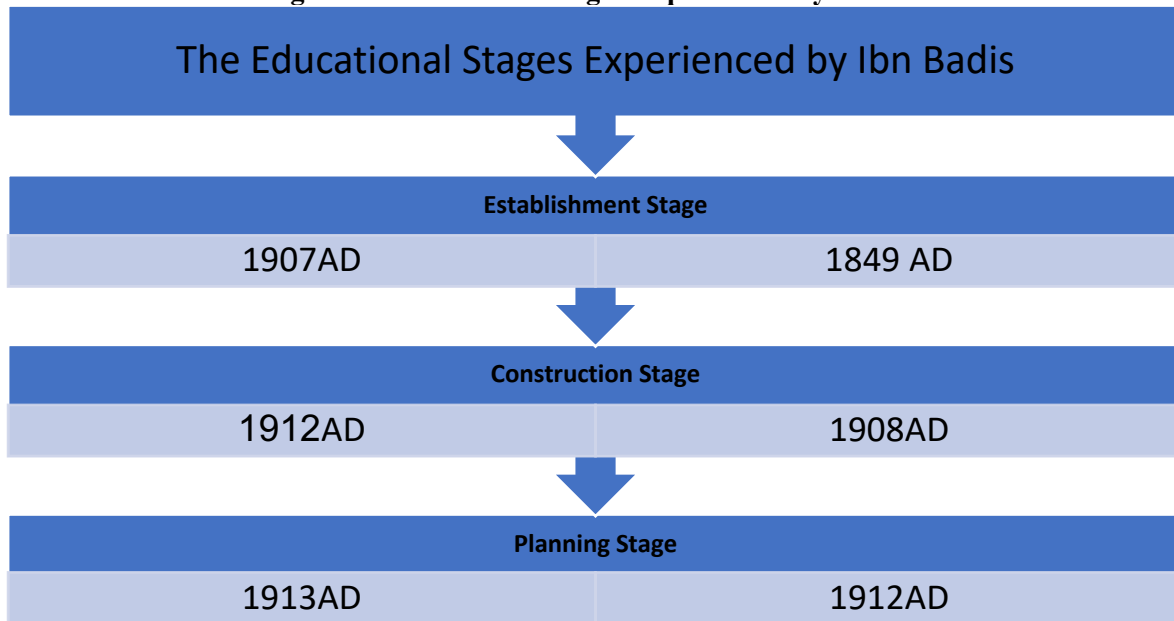 The Educational Stages Experienced by Ibn Badis
Establishment Stage
1907AD 1849 AD
Construction Stage
1912AD 1908AD
Planning Stage
1913AD 1912AD